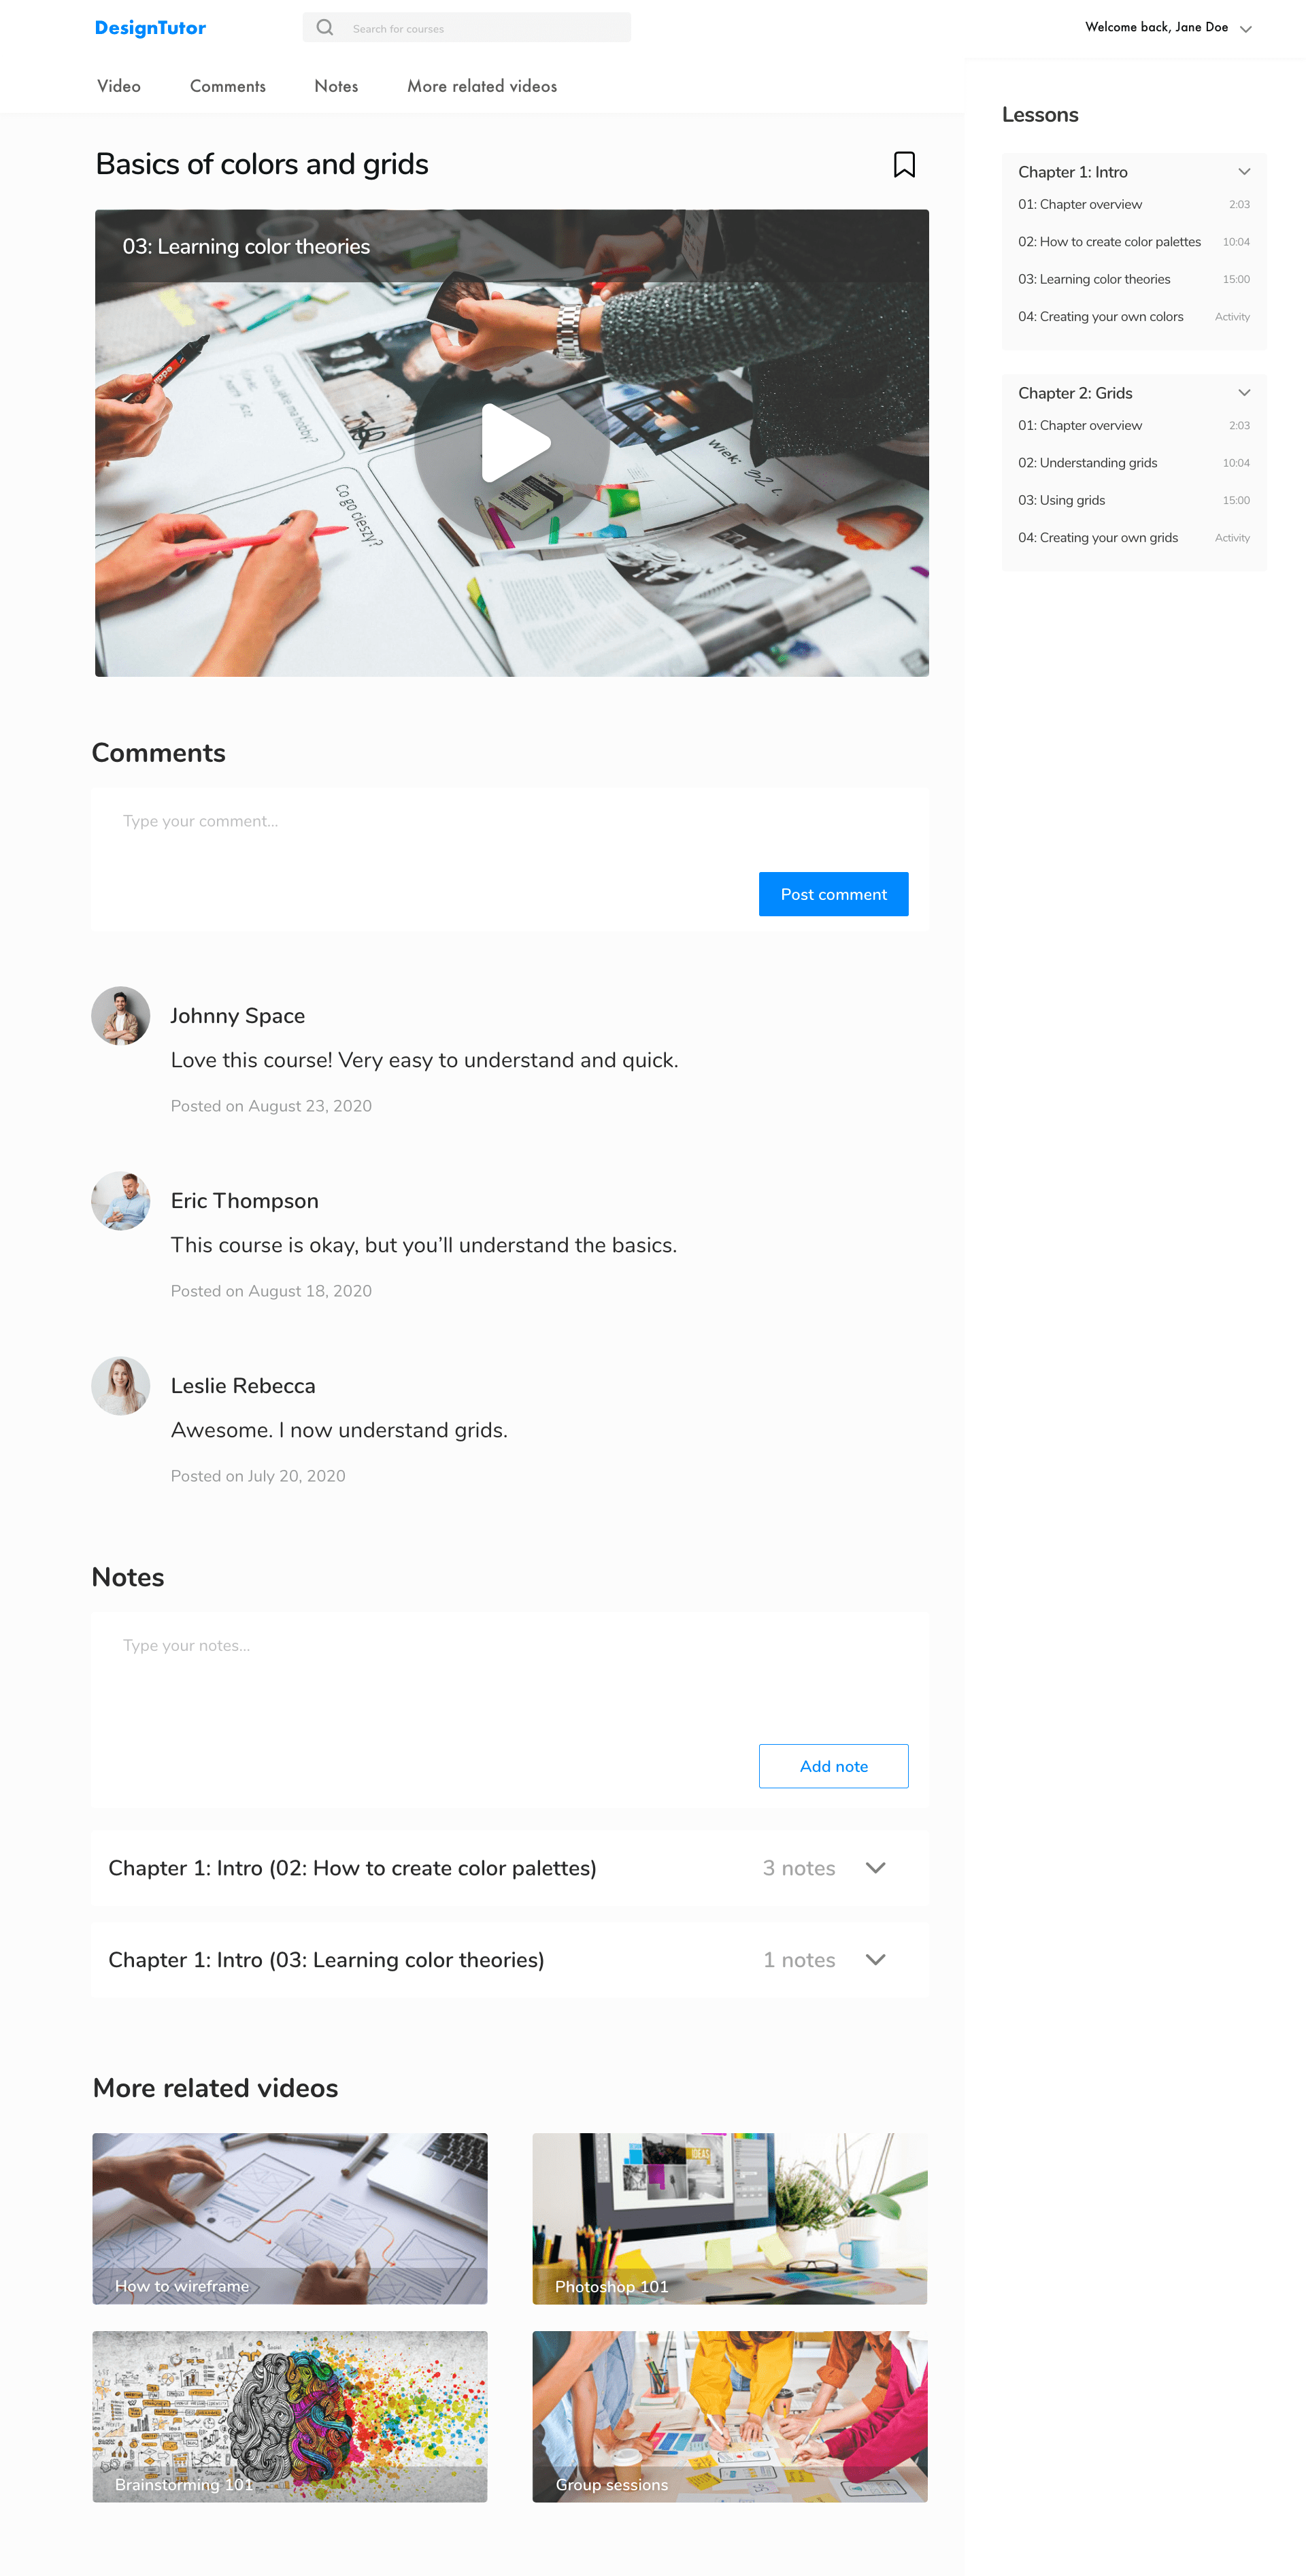 DesignTutor
Search for courses
Welcome back, Jane Doe
Video
Comments
Notes
More related videos
Basics of colors and grids
03: Learning color theories
edding
Co go cieszy?
Wiek: 32 L.
Lessons
Chapter 1: Intro
01: Chapter overview 2:03
02: How to create color palettes 10:04
03: Learning color theories 15:00
04: Creating your own colors Activity
Chapter 2: Grids
01: Chapter overview 2:03
02: Understanding grids 10:04
03: Using grids 15:00
04: Creating your own grids Activity
Comments
Type your comment...
Post comment
Johnny Space
Love this course! Very easy to understand and quick.
Posted on August 23, 2020
Eric Thompson
This course is okay, but you’ll understand the basics.
Posted on August 18, 2020
Leslie Rebecca
Awesome. I now understand grids.
Posted on July 20, 2020
Notes
Type your notes...
Add note
Chapter 1: Intro (02: How to create color palettes) 3 notes
Chapter 1: Intro (03: Learning color theories) 1 notes
More related videos
How to wireframe
IDEAS
Photoshop 101
Brainstorming 101
Group sessions